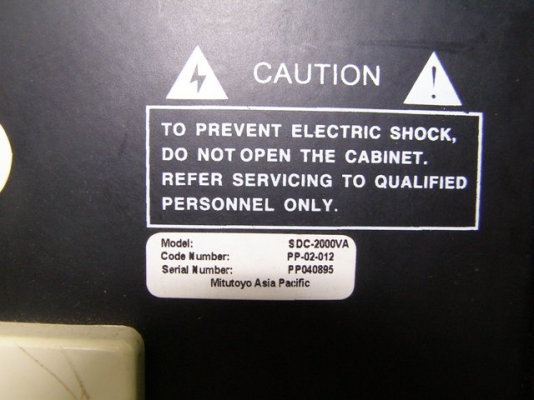 CAUTION
TO PREVENT ELECTRIC SHOCK,
DO NOT OPEN THE CABINET.
REFER SERVICING TO QUALIFIED
PERSONNEL ONLY.
Model: SDC-2000VA
Code Number: PP-02-012
Serial Number: PP040895
Mitutoyo Asia Pacific